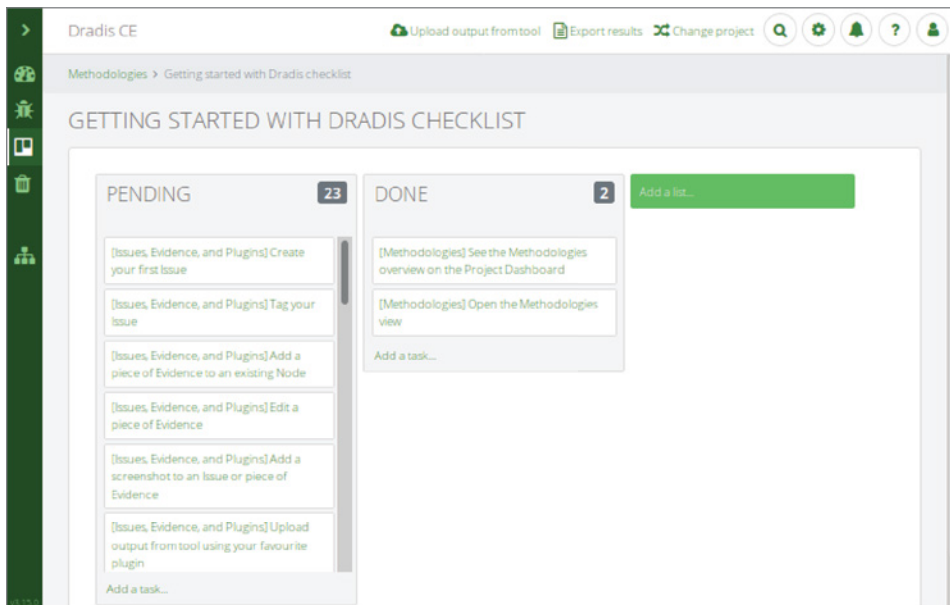 Dradis CE
Upload output from tool
Export results
Change project
Methodologies > Getting started with Dradis checklist
GETTING STARTED WITH DRADIS CHECKLIST
PENDING
23
[Issues, Evidence, and Plugins] Create
your first Issue
[Issues, Evidence, and Plugins] Tag your
Issue
[Issues, Evidence, and Plugins] Add a
piece of Evidence to an existing Node
[Issues, Evidence, and Plugins] Edit a
piece of Evidence
[Issues, Evidence, and Plugins] Add a
screenshot to an Issue or piece of
Evidence
[Issues, Evidence, and Plugins] Upload
output from tool using your favourite
plugin
Add a task...
DONE
2
[Methodologies] See the Methodologies
overview on the Project Dashboard
[Methodologies] Open the Methodologies
view
Add a task...
Add a list...